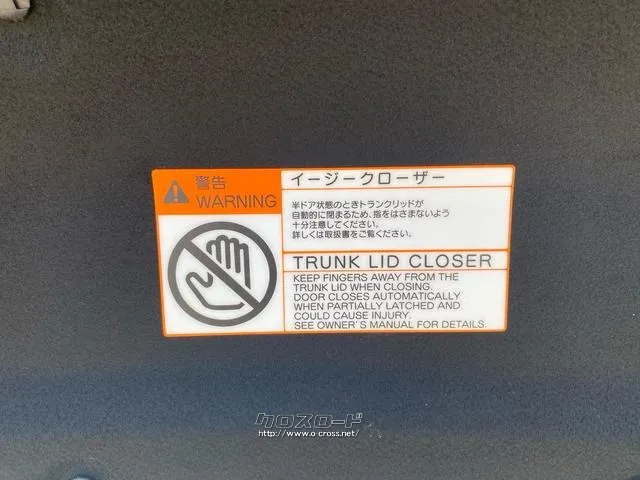 警告
WARNING
イージークローザー
半ドア状態のときトランクリッドが
自動的に閉まるため、指をはさまないよう
十分注意してください。
詳しくは取扱書をご覧ください。
TRUNK LID CLOSER
KEEP FINGERS AWAY FROM THE
TRUNK LID WHEN CLOSING.
DOOR CLOSES AUTOMATICALLY
WHEN PARTIALLY LATCHED AND
COULD CAUSE INJURY.
SEE OWNER'S MANUAL FOR DETAILS.
クロスロード
http://www.o-cross.net/